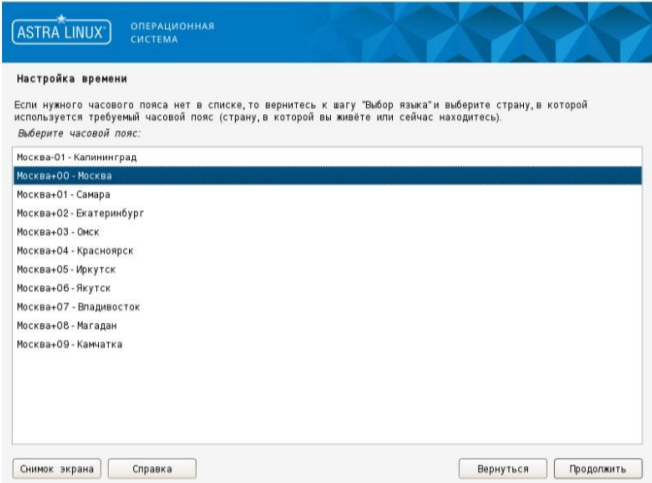 ASTRA LINUX®
ОПЕРАЦИОННАЯ
СИСТЕМА
Настройка времени
Если нужного часового пояса нет в списке, то вернитесь к шагу "Выбор языка" и выберите страну, в которой
используется требуемый часовой пояс (страну, в которой вы живёте или сейчас находитесь).
Выберите часовой пояс:
Москва-01 - Калининград
Москва+00 - Москва
Москва+01 - Самара
Москва+02 - Екатеринбург
Москва+03 - Омск
Москва+04 - Красноярск
Москва+05 - Иркутск
Москва+06 - Якутск
Москва+07 - Владивосток
Москва+08 - Магадан
Москва+09 - Камчатка
Снимок экрана
Справка
Вернуться
Продолжить